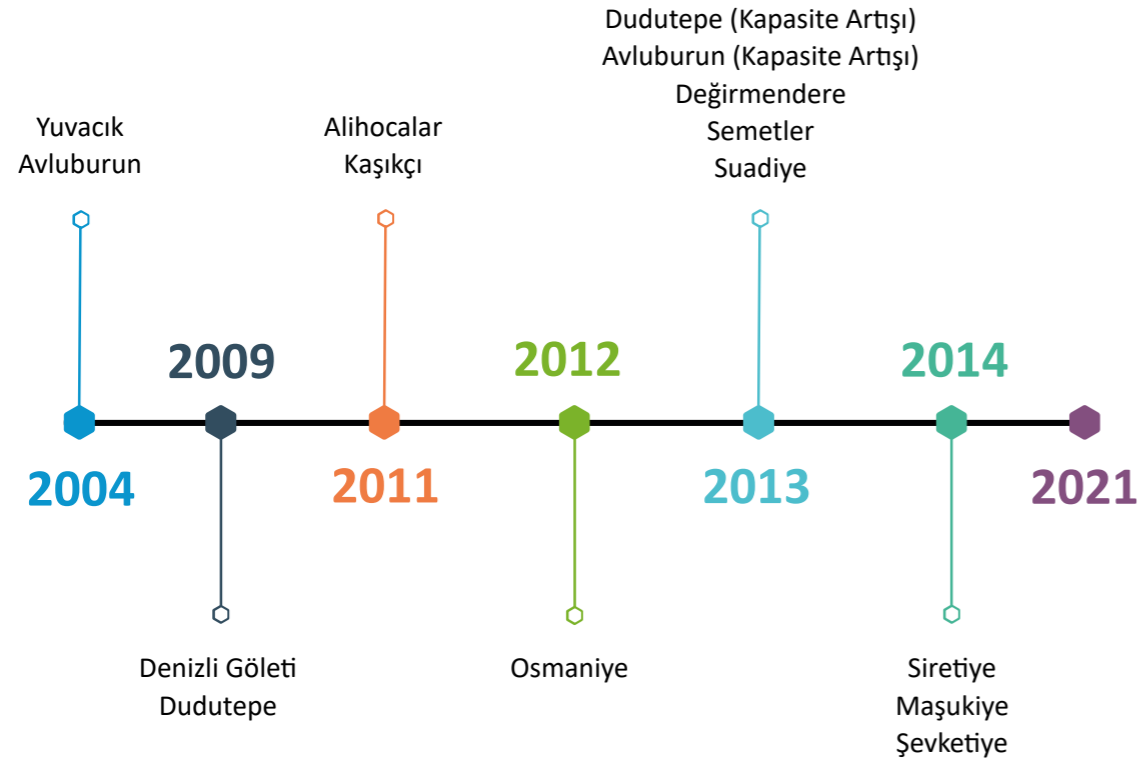 Dudutepe (Kapasite Artışı)
Avluburun (Kapasite Artışı)
Değirmendere
Semetler
Suadiye
Yuvacık
Avluburun
Alihocalar
Kaşıkçı
2009
2012
2014
2004
2011
2013
2021
Denizli Göleti
Dudutepe
Osmaniye
Siretiye
Maşukiye
Şevketiye